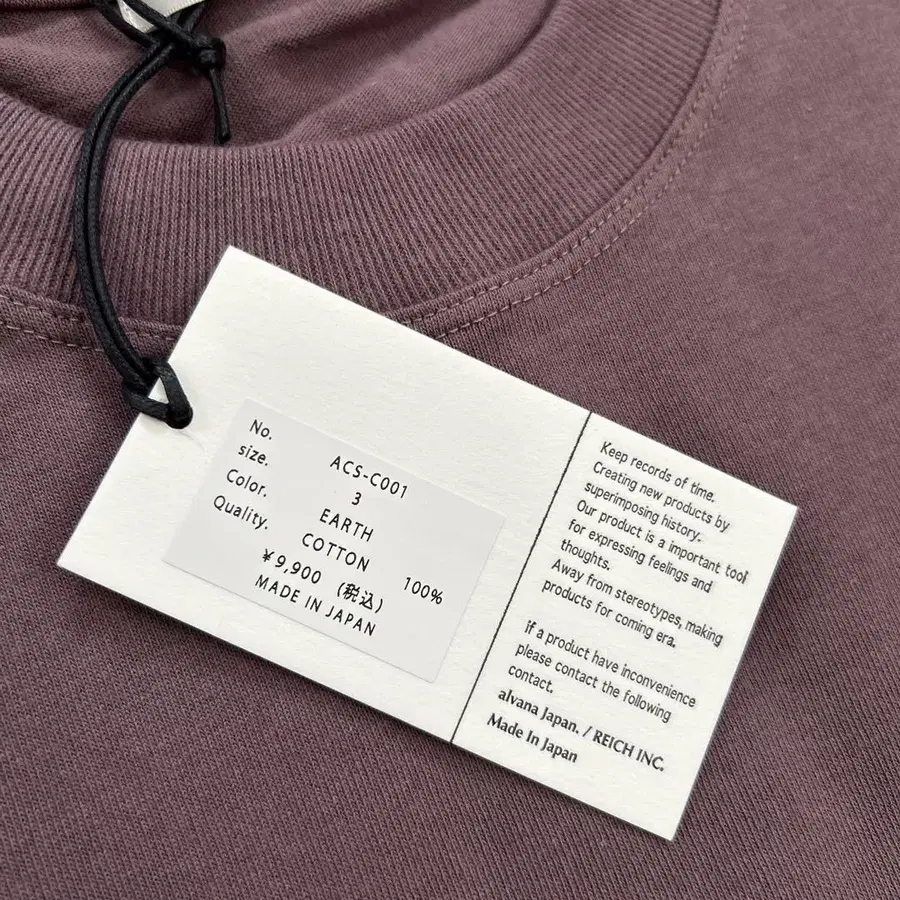 No. ACS-C001
size. 3
Color. EARTH
Quality. COTTON 100%
¥9,900 (税込)
MADE IN JAPAN
Keep records of time.
Creating new products by
superimposing history.
Our product is a important tool
for expressing feelings and
thoughts.
Away from stereotypes, making
products for coming era.
if a product have inconvenience
please contact the following
contact.
alvana Japan. / REICH INC.
Made In Japan